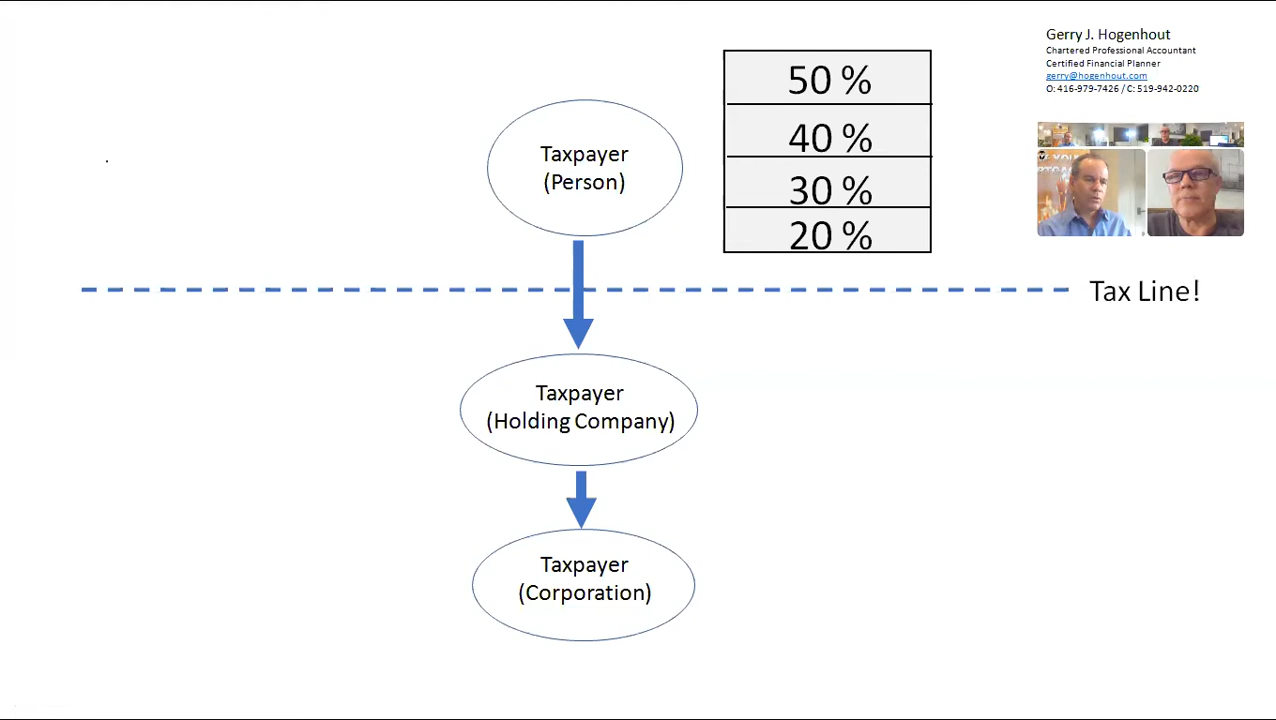 Gerry J. Hogenhout
Chartered Professional Accountant
Certified Financial Planner
gerry@hogenhout.com
O: 416-979-7426 / C: 519-942-0220
50 %
40 %
30 %
20 %
Taxpayer
(Person)
Tax Line!
Taxpayer
(Holding Company)
Taxpayer
(Corporation)